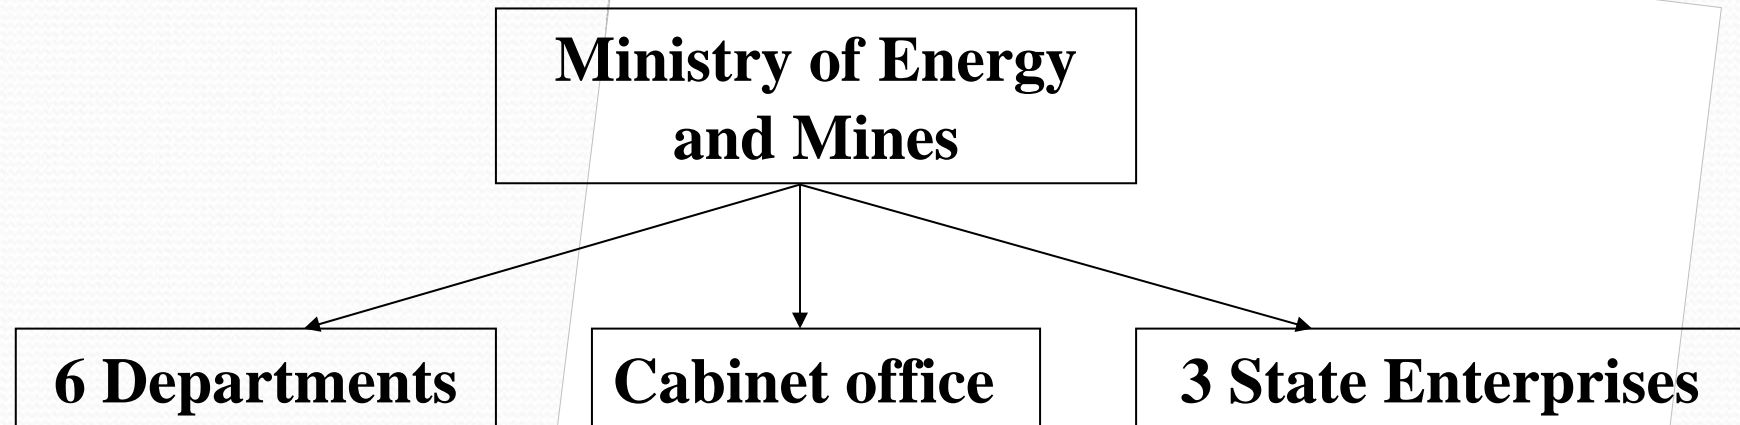 Ministry of Energy
and Mines
6 Departments
Cabinet office
3 State Enterprises